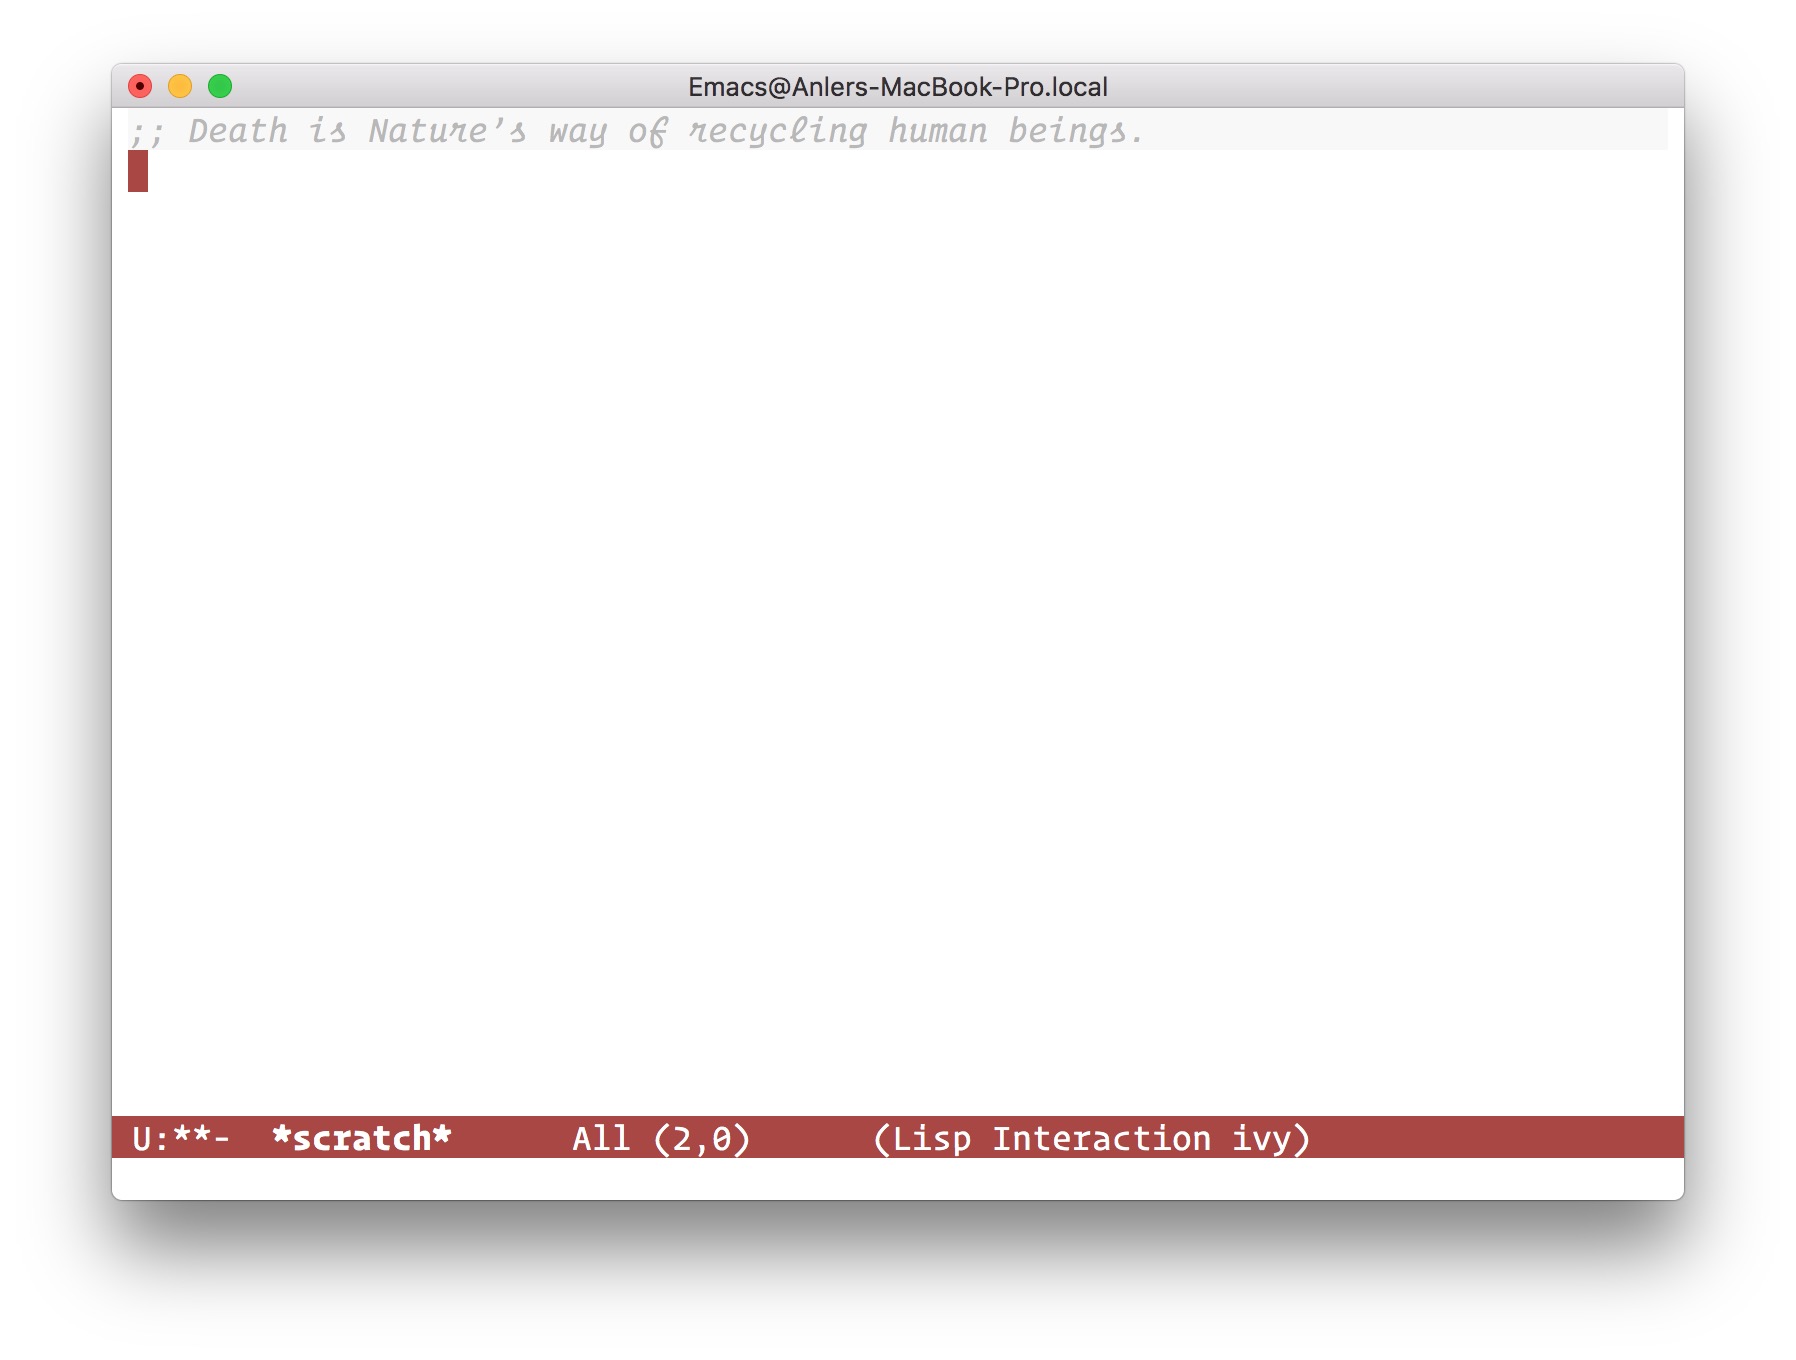 Emacs@Anlers-MacBook-Pro.local
;; Death is Nature’s way of recycling human beings.
U:**-  *scratch*      All (2,0)      (Lisp Interaction ivy)